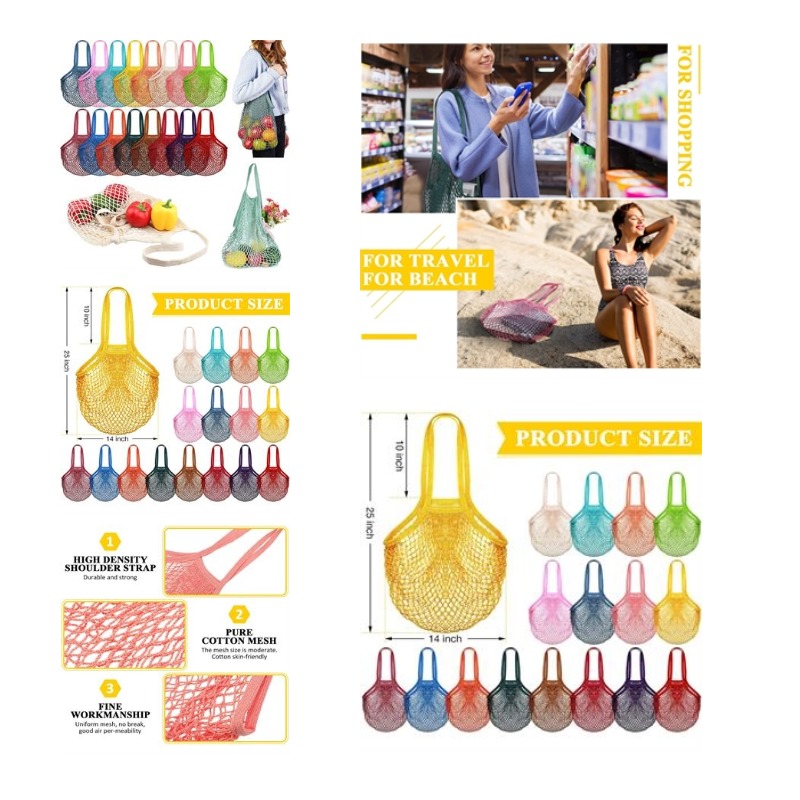 PRODUCT SIZE
10 inch
25 inch
14 inch
1
HIGH DENSITY
SHOULDER STRAP
Durable and strong
2
PURE
COTTON MESH
The mesh size is moderate.
Cotton skin-friendly
3
FINE
WORKMANSHIP
Uniform mesh, no break,
good air per-meability
FOR SHOPPING
FOR TRAVEL
FOR BEACH
PRODUCT SIZE
10 inch
25 inch
14 inch